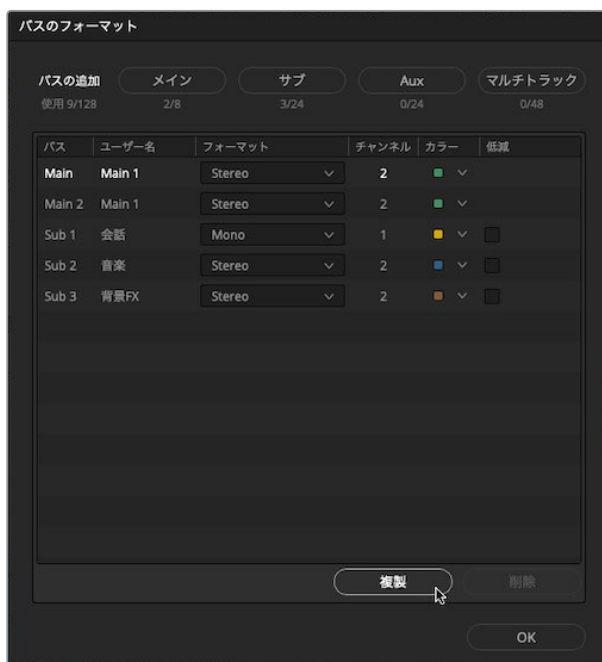 バスのフォーマット
バスの追加 メイン サブ Aux マルチトラック
使用 9/128 2/8 3/24 0/24 0/48
バス ユーザー名 フォーマット チャンネル カラー 低減
Main Main 1 Stereo 2
Main 2 Main 1 Stereo 2
Sub 1 会話 Mono 1
Sub 2 音楽 Stereo 2
Sub 3 背景FX Stereo 2
複製 削除
OK